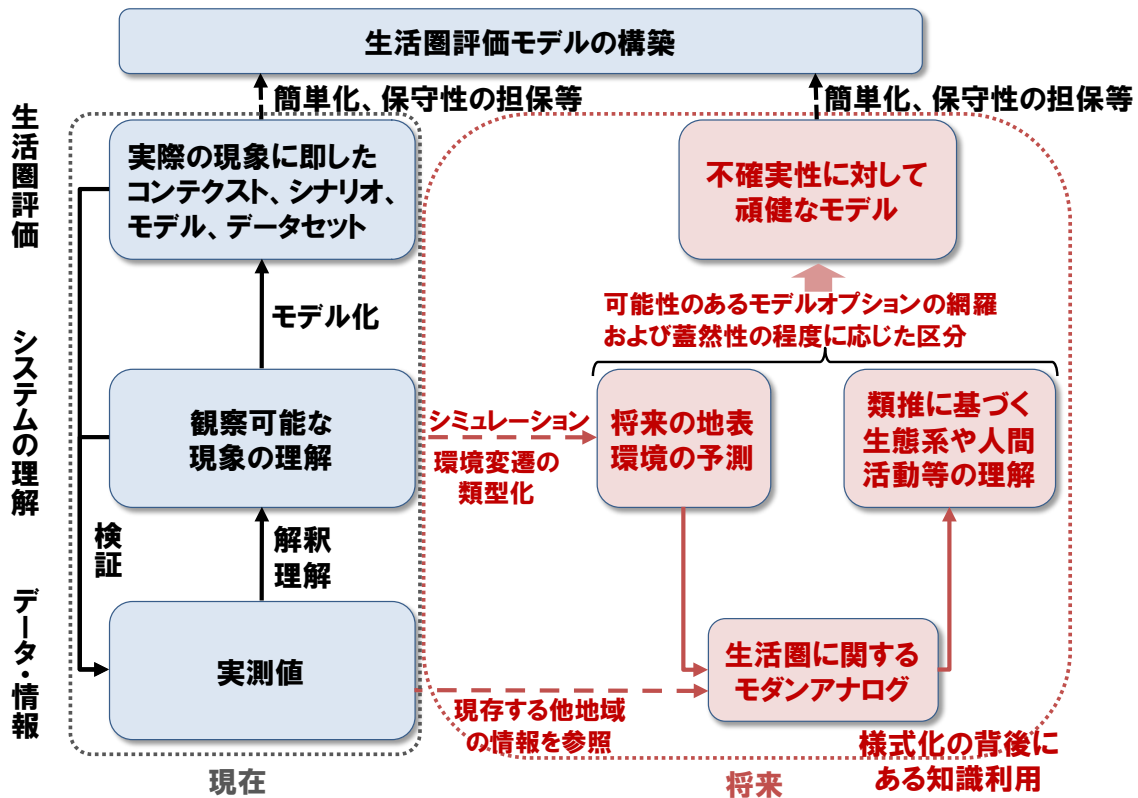 生活圏評価モデルの構築
簡単化、保守性の担保等
簡単化、保守性の担保等
生活圏評価
実際の現象に即した
コンテクスト、シナリオ、
モデル、データセット
不確実性に対して
頑健なモデル
モデル化
可能性のあるモデルオプションの網羅
および蓋然性の程度に応じた区分
システムの理解
観察可能な
現象の理解
シミュレーション
環境変遷の
類型化
将来の地表
環境の予測
類推に基づく
生態系や人間
活動等の理解
検証
解釈
理解
データ・情報
実測値
生活圏に関する
モダンアナログ
現存する他地域
の情報を参照
様式化の背後に
ある知識利用
現在
将来